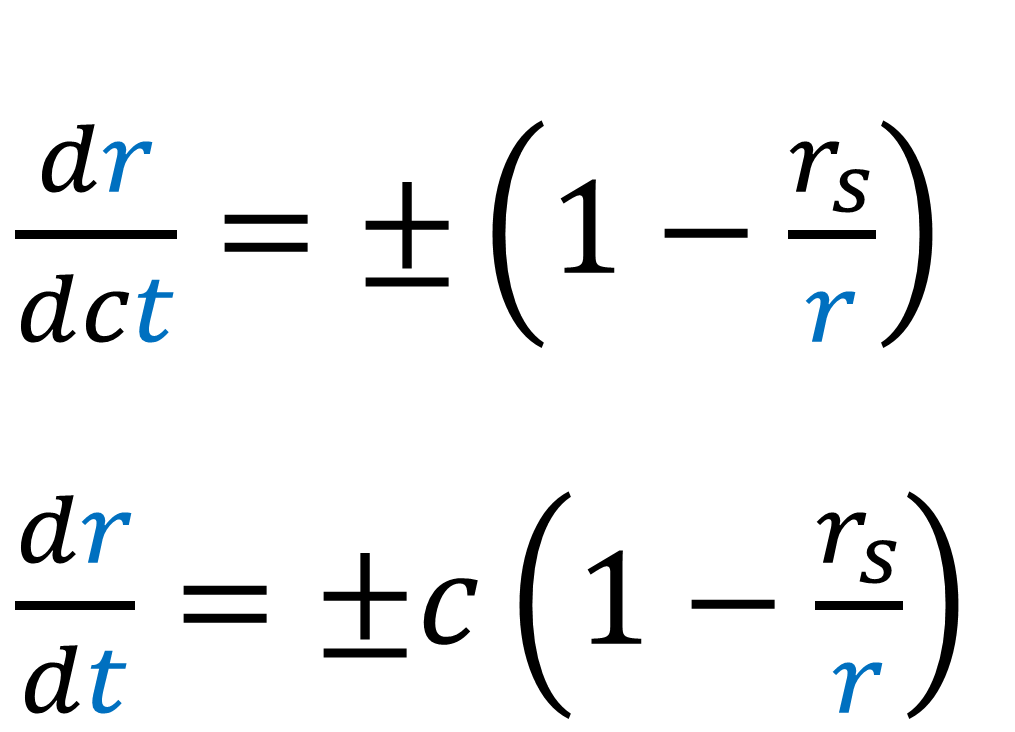 dr/dct = ±(1 − r_s/r)
dr/dt = ±c(1 − r_s/r)